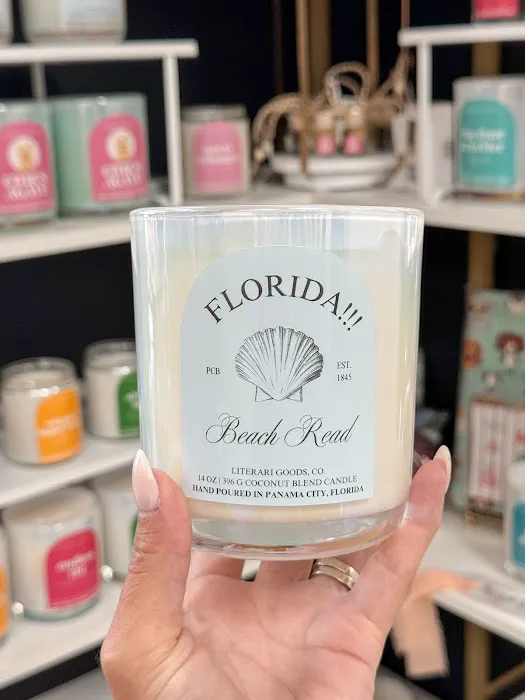 FLORIDA!!!
PCB
EST.
1845
Beach Read
LITERARI GOODS, CO.
14 OZ | 396 G COCONUT BLEND CANDLE
HAND POURED IN PANAMA CITY, FLORIDA